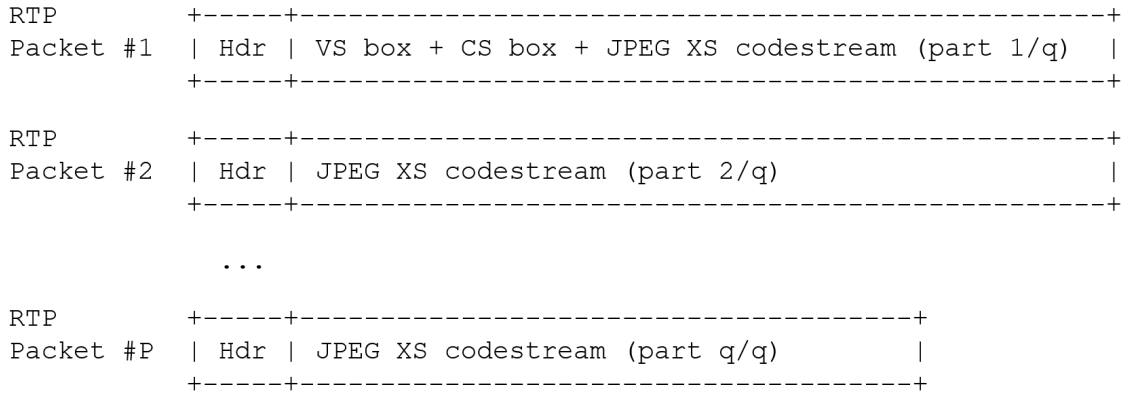 RTP        +-----+--------------------------------------------------+
Packet #1  | Hdr | VS box + CS box + JPEG XS codestream (part 1/q)  |
           +-----+--------------------------------------------------+
RTP        +-----+--------------------------------------------------+
Packet #2  | Hdr | JPEG XS codestream (part 2/q)                    |
           +-----+--------------------------------------------------+
             ...
RTP        +-----+--------------------------------------+
Packet #P  | Hdr | JPEG XS codestream (part q/q)        |
           +-----+--------------------------------------+